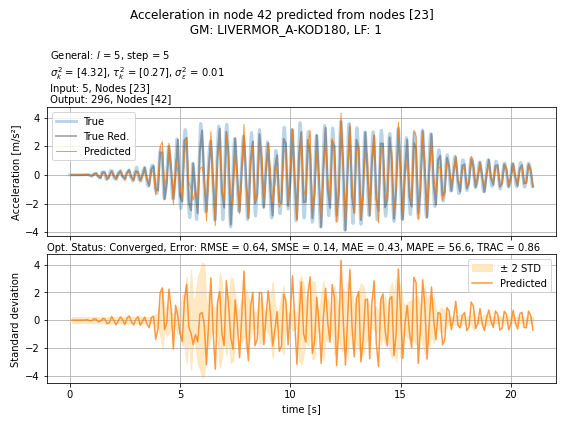 Acceleration in node 42 predicted from nodes [23]
GM: LIVERMOR_A-KOD180, LF: 1
General: l = 5, step = 5
σ²ₖ = [4.32], τ²ₖ = [0.27], σ²ε = 0.01
Input: 5, Nodes [23]
Output: 296, Nodes [42]
Acceleration [m/s²]
4
2
0
−2
−4
True
True Red.
Predicted
Opt. Status: Converged, Error: RMSE = 0.64, SMSE = 0.14, MAE = 0.43, MAPE = 56.6, TRAC = 0.86
Standard deviation
4
2
0
−2
−4
± 2 STD
Predicted
0
5
10
15
20
time [s]